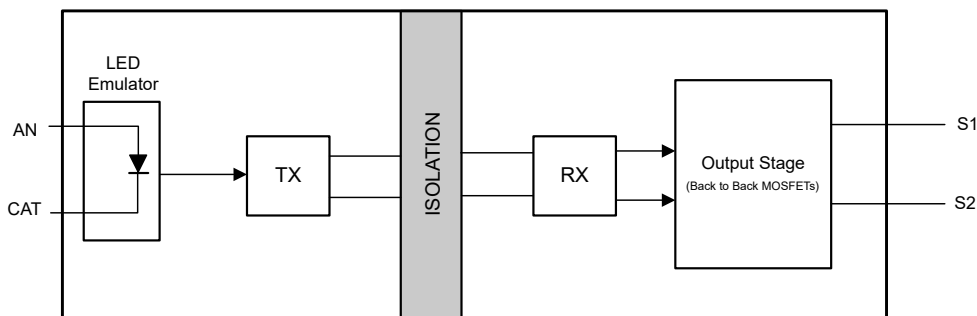 LED
Emulator
AN
CAT
TX
ISOLATION
RX
Output Stage
(Back to Back MOSFETs)
S1
S2